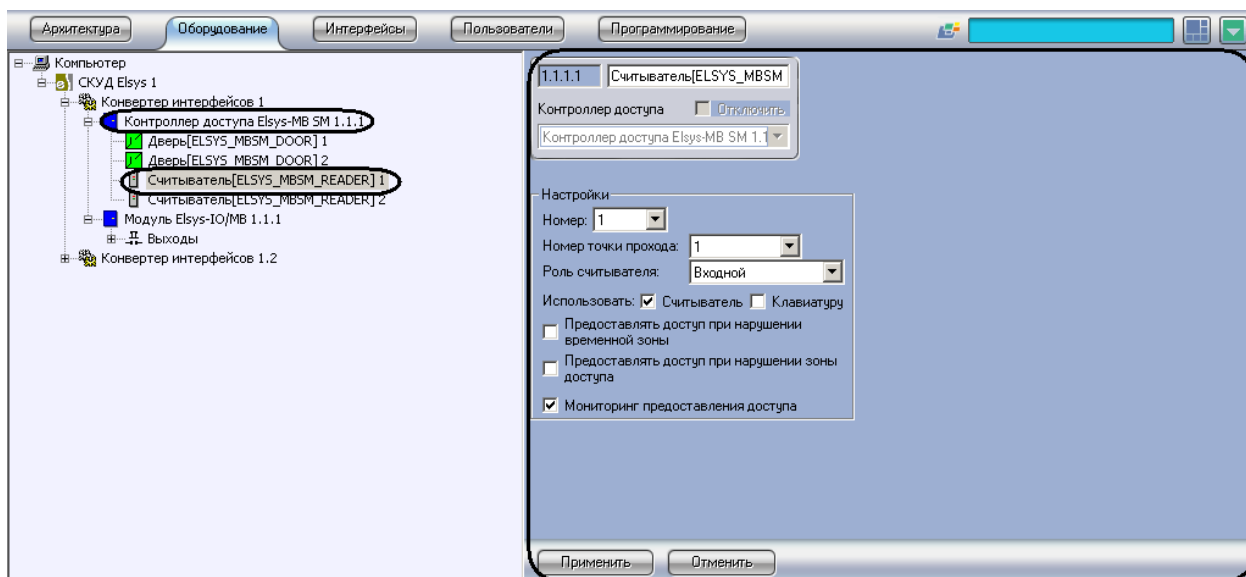 Архитектура Оборудование Интерфейсы Пользователи Программирование
Компьютер
СКУД Elsys 1
Конвертер интерфейсов 1
Контроллер доступа Elsys-MB SM 1.1.1
Дверь[ELSYS_MBSM_DOOR] 1
Дверь[ELSYS_MBSM_DOOR] 2
Считыватель[ELSYS_MBSM_READER] 1
Считыватель[ELSYS_MBSM_READER] 2
Модуль Elsys-IO/MB 1.1.1
Выходы
Конвертер интерфейсов 1.2
1.1.1.1 Считыватель[ELSYS_MBSM
Контроллер доступа Отключить
Контроллер доступа Elsys-MB SM 1.1
Настройки
Номер: 1
Номер точки прохода: 1
Роль считывателя: Входной
Использовать: Считыватель Клавиатуру
Предоставлять доступ при нарушении
временной зоны
Предоставлять доступ при нарушении зоны
доступа
Мониторинг предоставления доступа
Применить Отменить